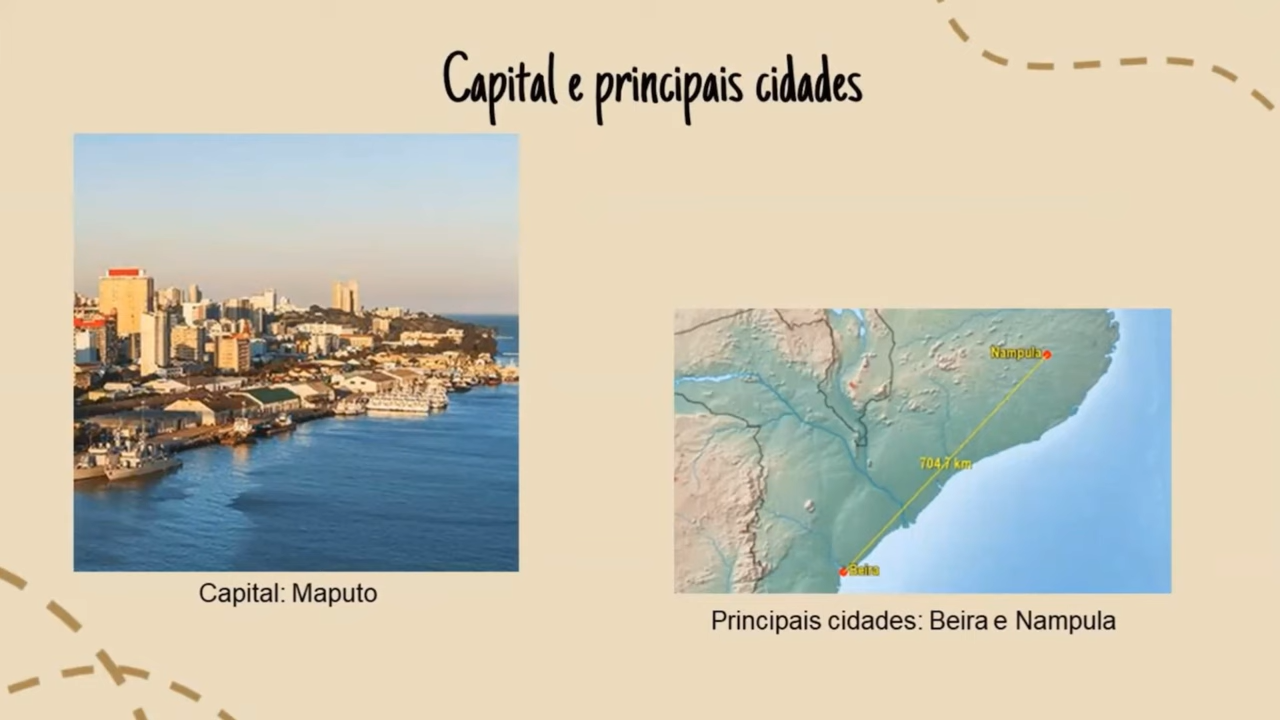 Capital e principais cidades
Nampula
704.7 km
Beira
Capital: Maputo
Principais cidades: Beira e Nampula